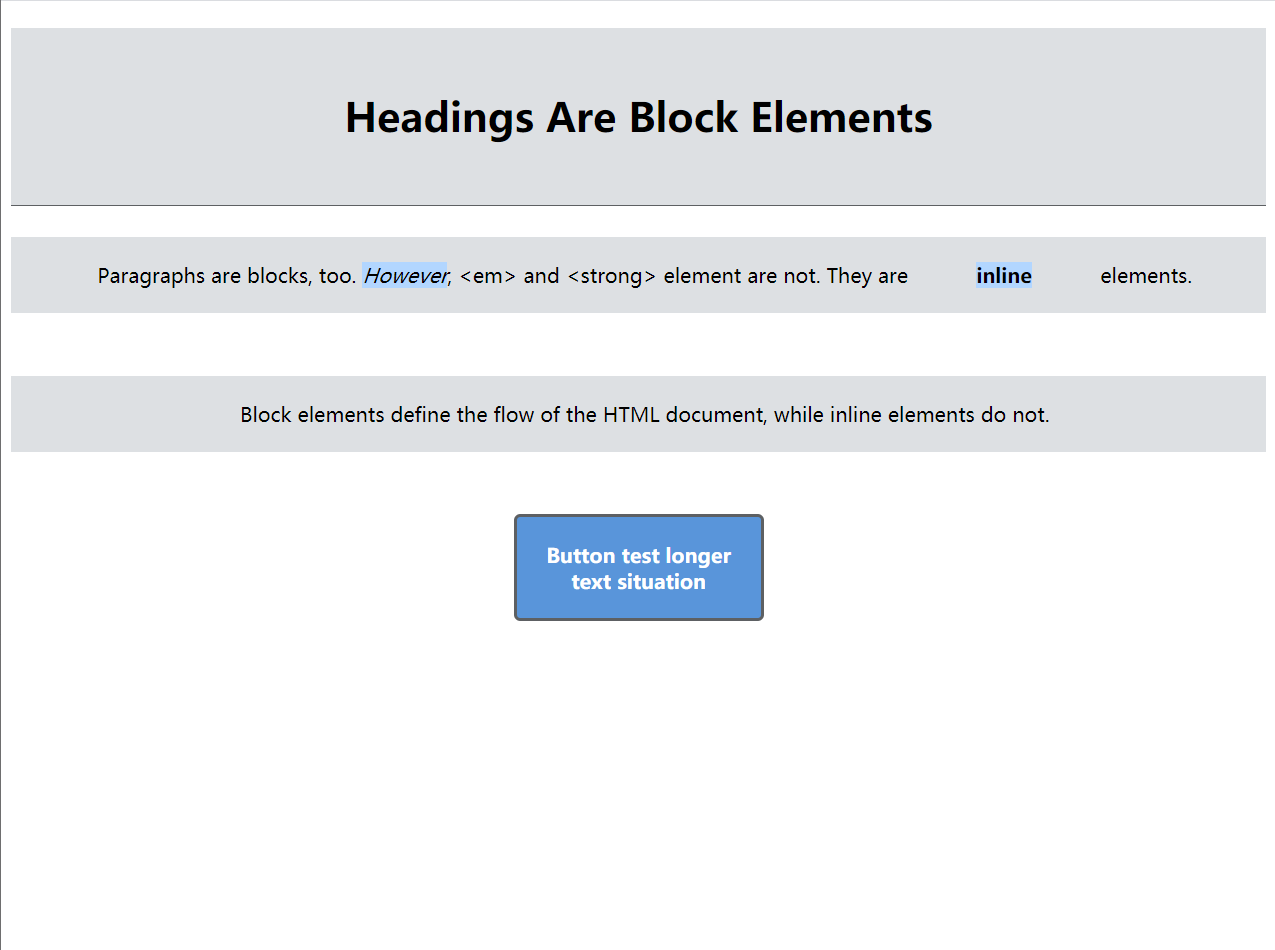 Headings Are Block Elements
Paragraphs are blocks, too. However, <em> and <strong> element are not. They are inline elements.
Block elements define the flow of the HTML document, while inline elements do not.
Button test longer
text situation